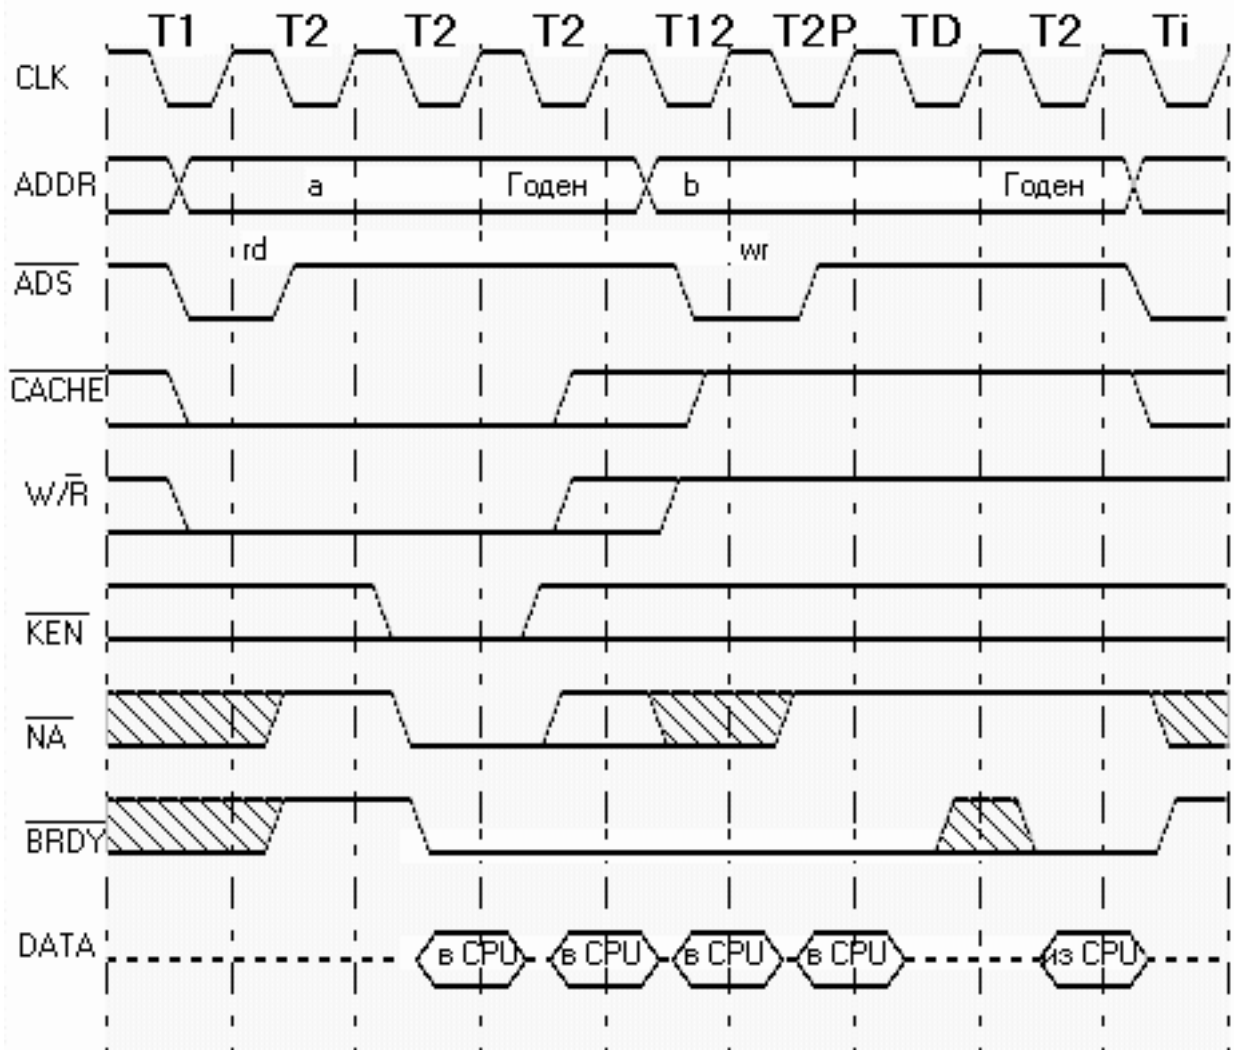 T1 T2 T2 T2 T12 T2P TD T2 Ti
CLK
ADDR a Годен b Годен
rd wr
ADS
CACHE
W/R
KEN
NA
BRDY
DATA в CPU в CPU в CPU в CPU из CPU